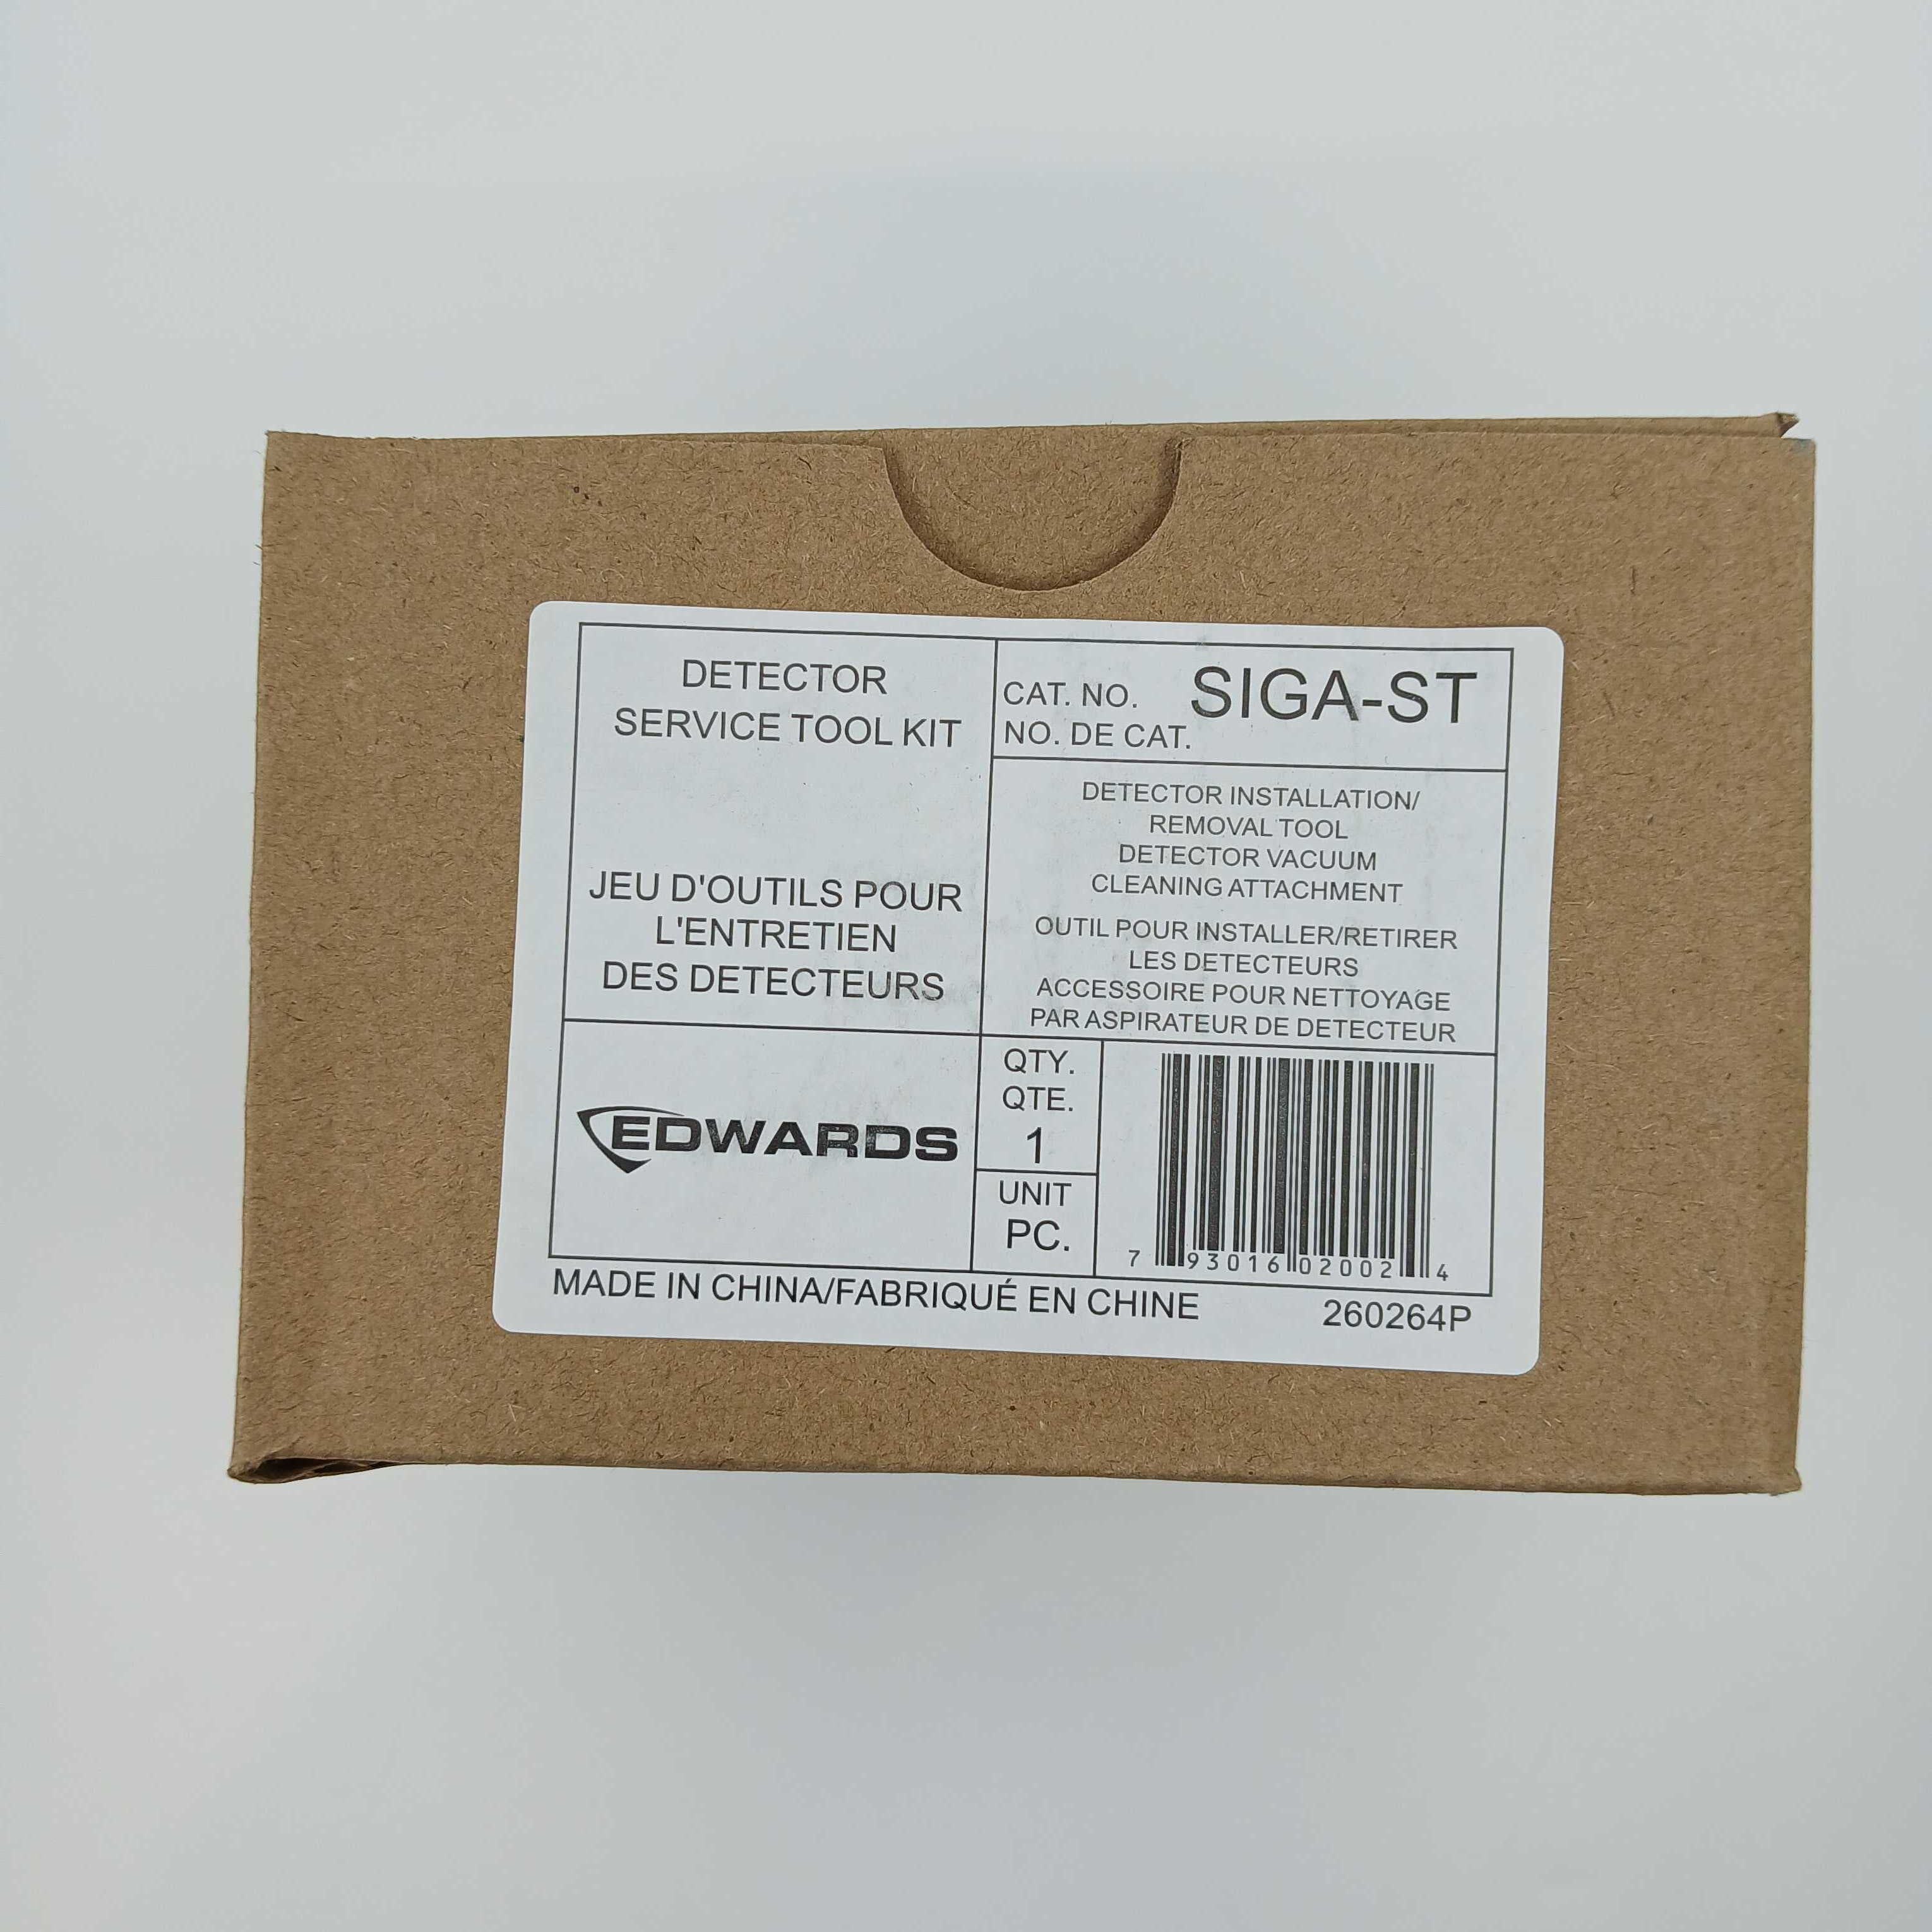 DETECTOR
SERVICE TOOL KIT
JEU D'OUTILS POUR
L'ENTRETIEN
DES DETECTEURS
CAT. NO.
NO. DE CAT.
SIGA-ST
DETECTOR INSTALLATION/
REMOVAL TOOL
DETECTOR VACUUM
CLEANING ATTACHMENT
OUTIL POUR INSTALLER/RETIRER
LES DETECTEURS
ACCESSOIRE POUR NETTOYAGE
PAR ASPIRATEUR DE DETECTEUR
EDWARDS
QTY.
QTE.
1
UNIT
PC.
7 93016 02002 4
MADE IN CHINA/FABRIQUÉ EN CHINE
260264P